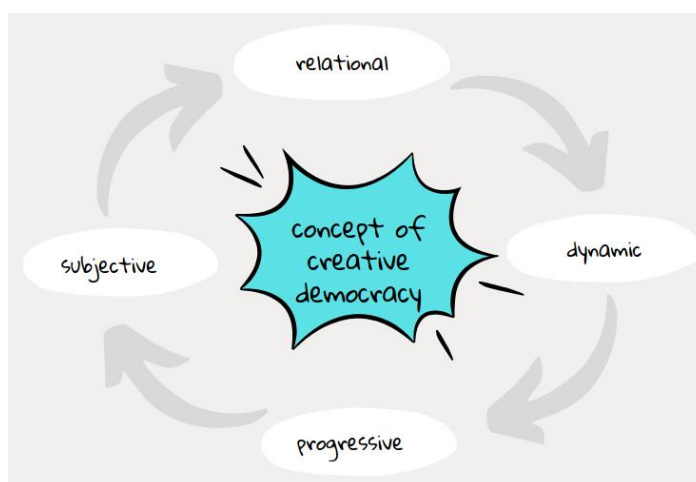 relational
concept of
creative
democracy
dynamic
subjective
progressive